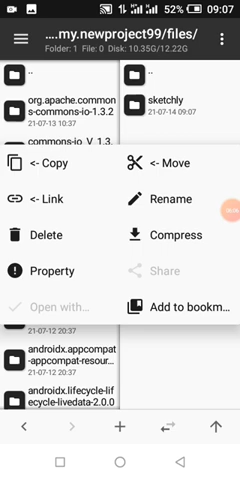 52% 09:07
....my.newproject99/files/
Folder: 1 File: 0 Disk: 10.35G/12.22G
..
org.apache.common
s-commons-io-1.3.2
21-07-13 10:37
commons-io_V_1.3.
..
sketchly
21-07-14 09:07
<- Copy
<- Move
<- Link
Rename
Delete
Compress
Property
Share
Open with...
Add to bookm...
21-07-12 20:37
androidx.appcompat
-appcompat-resour...
21-07-12 20:37
androidx.lifecycle-lif
ecycle-livedata-2.0.0